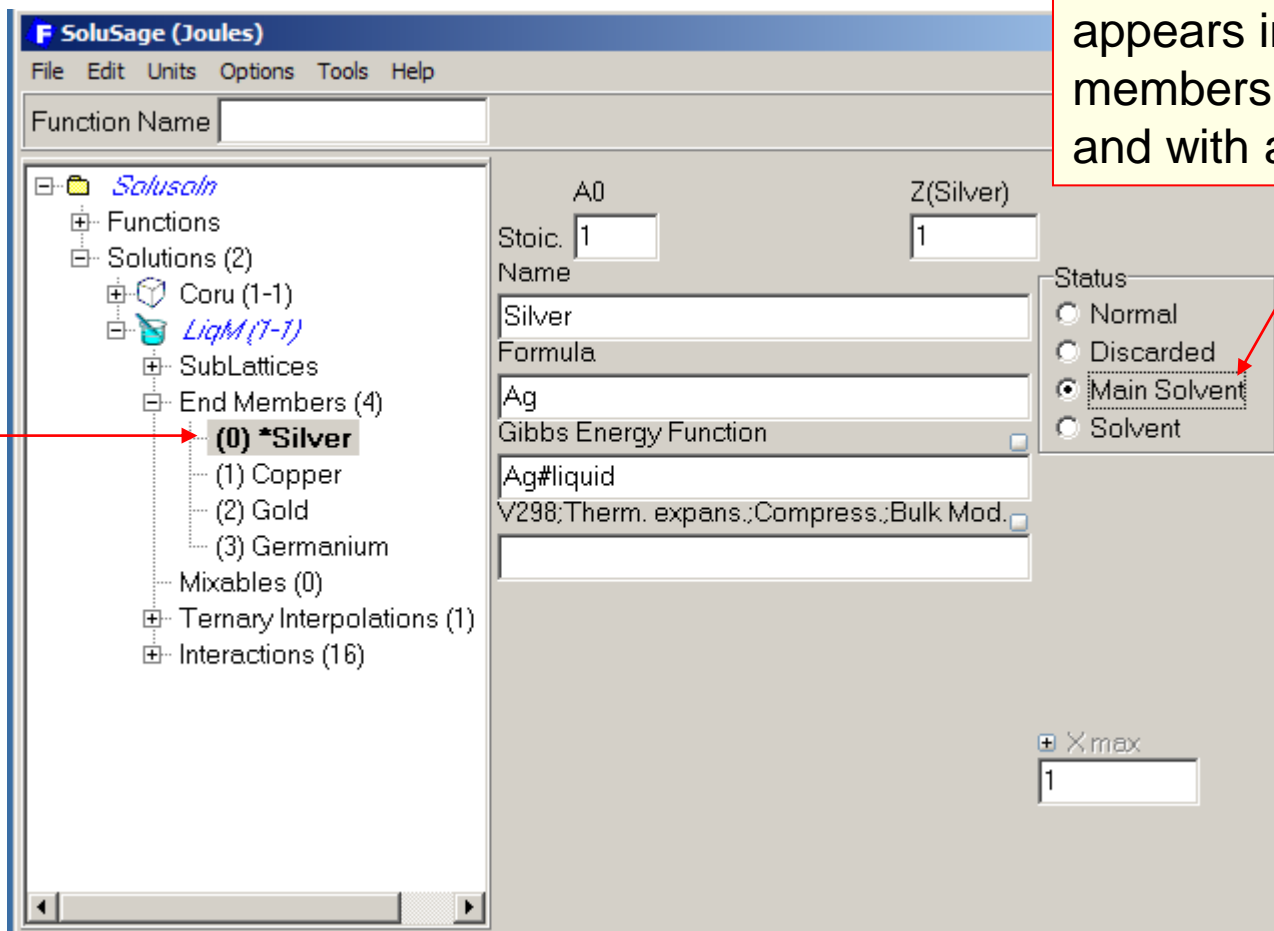 SoluSage (Joules)
appears i
members
and with a
File Edit Units Options Tools Help
Function Name
Solusoln
Functions
Solutions (2)
Coru (1-1)
LiqM (1-1)
SubLattices
End Members (4)
(0) *Silver
(1) Copper
(2) Gold
(3) Germanium
Mixables (0)
Ternary Interpolations (1)
Interactions (16)
A0 Z(Silver)
Stoic. 1 1
Name
Silver
Formula
Ag
Gibbs Energy Function
Ag#liquid
V298;Therm. expans.;Compress.;Bulk Mod.
Status
Normal
Discarded
Main Solvent
Solvent
X max
1